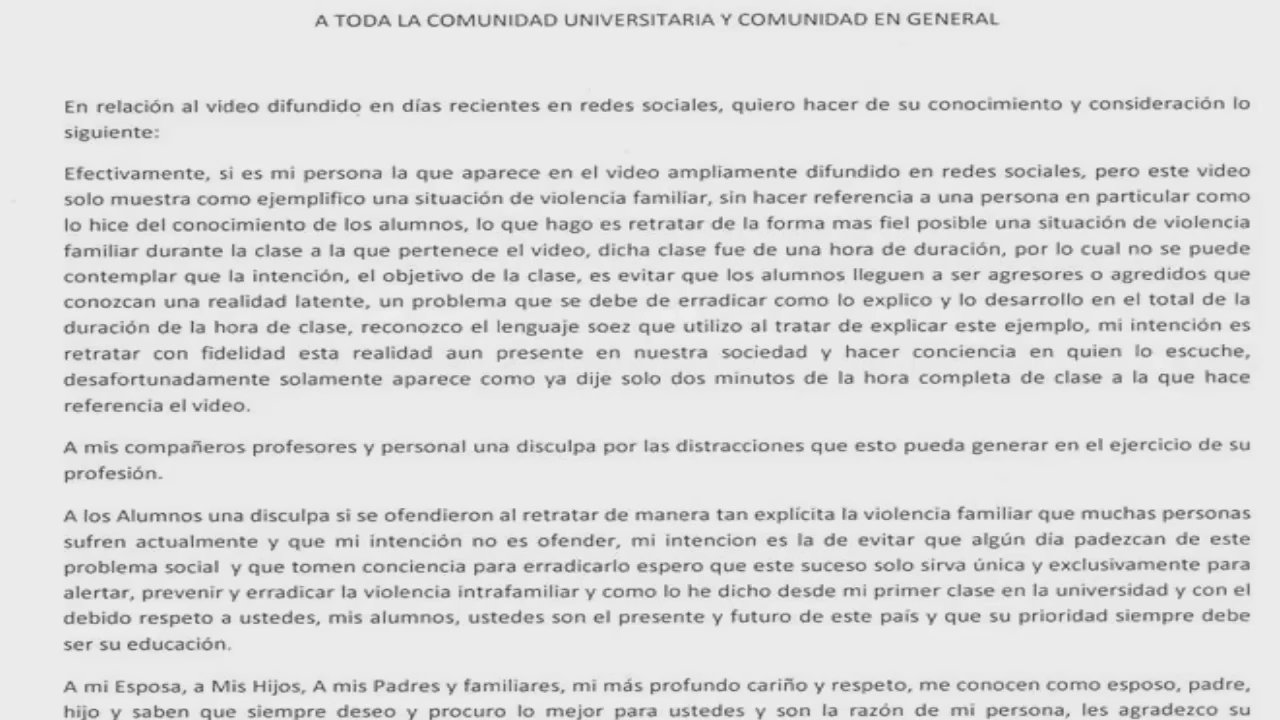 A TODA LA COMUNIDAD UNIVERSITARIA Y COMUNIDAD EN GENERAL
En relación al video difundido en días recientes en redes sociales, quiero hacer de su conocimiento y consideración lo
siguiente:
Efectivamente, si es mi persona la que aparece en el video ampliamente difundido en redes sociales, pero este video
solo muestra como ejemplifico una situación de violencia familiar, sin hacer referencia a una persona en particular como
lo hice del conocimiento de los alumnos, lo que hago es retratar de la forma mas fiel posible una situación de violencia
familiar durante la clase a la que pertenece el video, dicha clase fue de una hora de duración, por lo cual no se puede
contemplar que la intención, el objetivo de la clase, es evitar que los alumnos lleguen a ser agresores o agredidos que
conozcan una realidad latente, un problema que se debe de erradicar como lo explico y lo desarrollo en el total de la
duración de la hora de clase, reconozco el lenguaje soez que utilizo al tratar de explicar este ejemplo, mi intención es
retratar con fidelidad esta realidad aun presente en nuestra sociedad y hacer conciencia en quien lo escuche,
desafortunadamente solamente aparece como ya dije solo dos minutos de la hora completa de clase a la que hace
referencia el video.
A mis compañeros profesores y personal una disculpa por las distracciones que esto pueda generar en el ejercicio de su
profesión.
A los Alumnos una disculpa si se ofendieron al retratar de manera tan explícita la violencia familiar que muchas personas
sufren actualmente y que mi intención no es ofender, mi intencion es la de evitar que algún día padezcan de este
problema social y que tomen conciencia para erradicarlo espero que este suceso solo sirva única y exclusivamente para
alertar, prevenir y erradicar la violencia intrafamiliar y como lo he dicho desde mi primer clase en la universidad y con el
debido respeto a ustedes, mis alumnos, ustedes son el presente y futuro de este país y que su prioridad siempre debe
ser su educación.
A mi Esposa, a Mis Hijos, A mis Padres y familiares, mi más profundo cariño y respeto, me conocen como esposo, padre,
hijo y saben que siempre deseo y procuro lo mejor para ustedes y son la razón de mi persona, les agradezco su